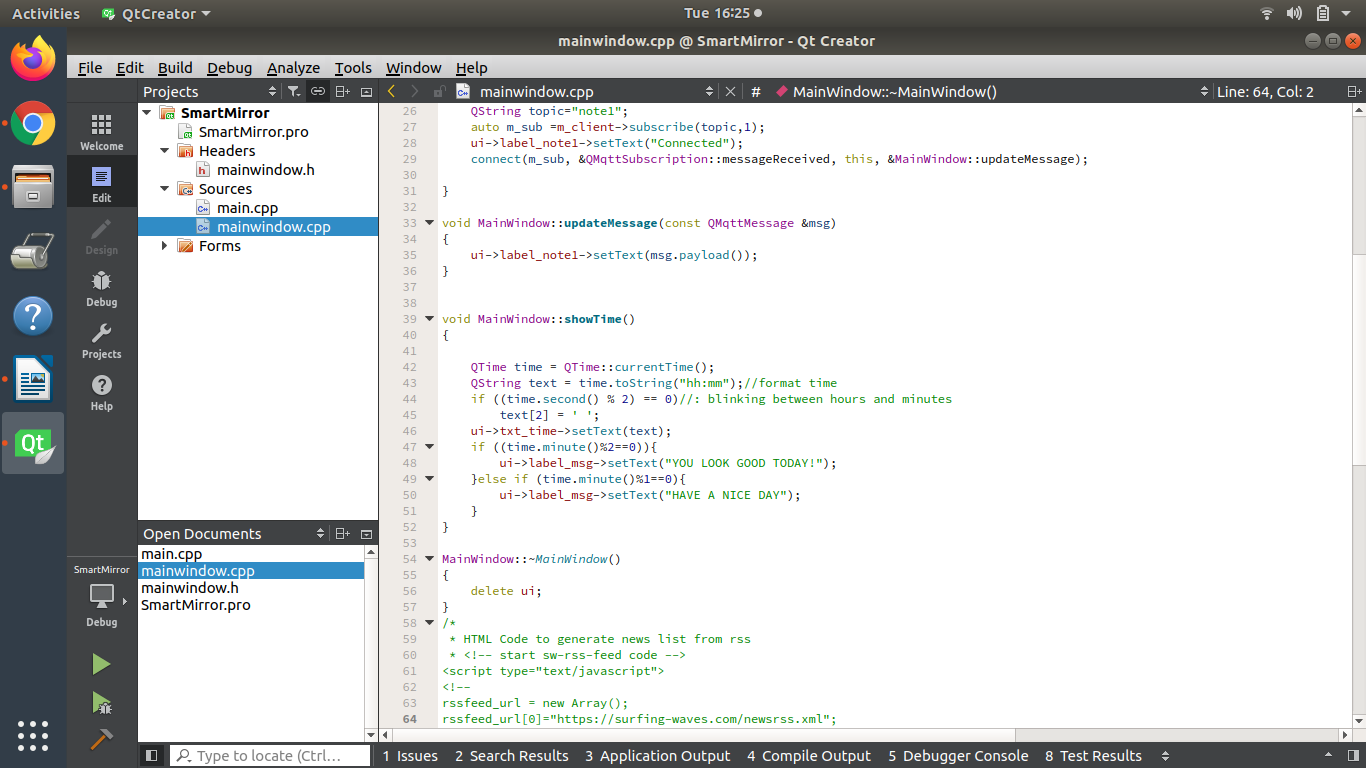 Activities QtCreator Tue 16:25
mainwindow.cpp @ SmartMirror - Qt Creator
File Edit Build Debug Analyze Tools Window Help
Projects mainwindow.cpp # MainWindow::~MainWindow() Line: 64, Col: 2
Welcome
Edit
Design
Debug
Projects
Help
SmartMirror
Debug
Qt
SmartMirror
SmartMirror.pro
Headers
mainwindow.h
Sources
main.cpp
mainwindow.cpp
Forms
Open Documents
main.cpp
mainwindow.cpp
mainwindow.h
SmartMirror.pro
26 QString topic="note1";
27 auto m_sub =m_client->subscribe(topic,1);
28 ui->label_note1->setText("Connected");
29 connect(m_sub, &QMqttSubscription::messageReceived, this, &MainWindow::updateMessage);
30
31 }
32
33 void MainWindow::updateMessage(const QMqttMessage &msg)
34 {
35 ui->label_note1->setText(msg.payload());
36 }
37
38
39 void MainWindow::showTime()
40 {
41
42 QTime time = QTime::currentTime();
43 QString text = time.toString("hh:mm");//format time
44 if ((time.second() % 2) == 0)//: blinking between hours and minutes
45 text[2] = ' ';
46 ui->txt_time->setText(text);
47 if ((time.minute()%2==0)){
48 ui->label_msg->setText("YOU LOOK GOOD TODAY!");
49 }else if (time.minute()%1==0){
50 ui->label_msg->setText("HAVE A NICE DAY");
51 }
52 }
53
54 MainWindow::~MainWindow()
55 {
56 delete ui;
57 }
58 /*
59 * HTML Code to generate news list from rss
60 * <!-- start sw-rss-feed code -->
61 <script type="text/javascript">
62 <!--
63 rssfeed_url = new Array();
64 rssfeed_url[0]="https://surfing-waves.com/newsrss.xml";
Type to locate (Ctrl... 1 Issues 2 Search Results 3 Application Output 4 Compile Output 5 Debugger Console 8 Test Results